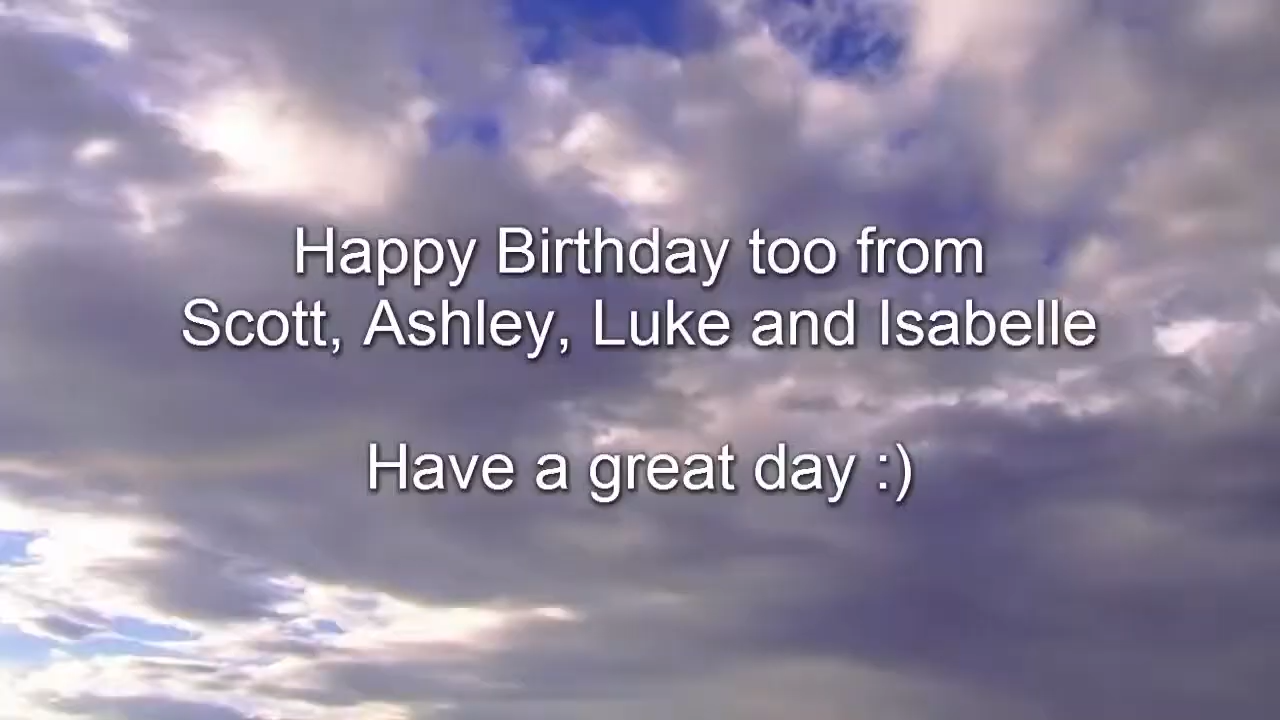 Happy Birthday too from
Scott, Ashley, Luke and Isabelle
Have a great day :)